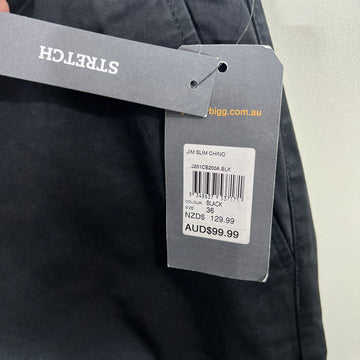 STRETCH
bigg.com.au
JIM SLIM CHINO
J201CB200A.BLK
COLOUR BLACK
SIZE 36
NZD$ 129.99
AUD$99.99